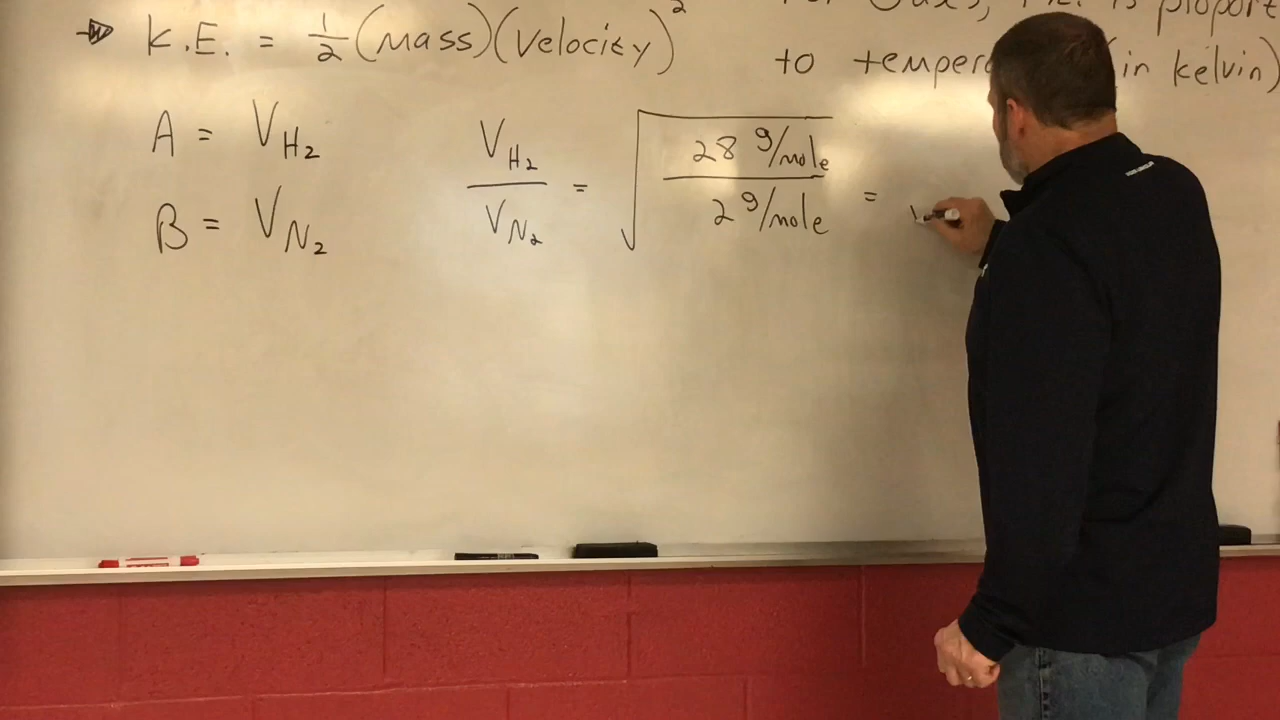 K.E. = 1/2 (mass)(velocity)²
to (in kelvin)
A = V_H₂
B = V_N₂
V_H₂ / V_N₂ = √(28 g/mole / 2 g/mole) =